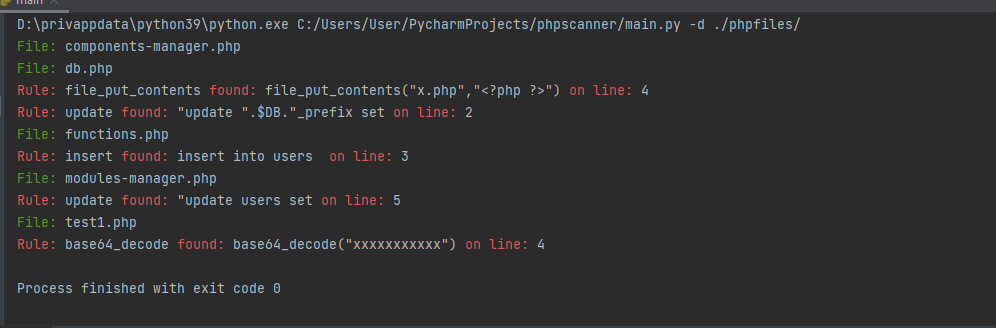 main
D:\privappdata\python39\python.exe C:/Users/User/PycharmProjects/phpscanner/main.py -d ./phpfiles/
File: components-manager.php
File: db.php
Rule: file_put_contents found: file_put_contents("x.php","<?php ?>") on line: 4
Rule: update found: "update ".$DB."_prefix set on line: 2
File: functions.php
Rule: insert found: insert into users  on line: 3
File: modules-manager.php
Rule: update found: "update users set on line: 5
File: test1.php
Rule: base64_decode found: base64_decode("xxxxxxxxxxx") on line: 4
Process finished with exit code 0